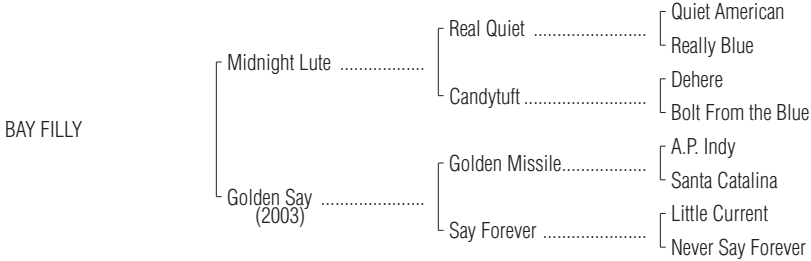 Quiet American
Real Quiet ........................
Really Blue
Midnight Lute ..................
Dehere
Candytuft ..........................
Bolt From the Blue
BAY FILLY
A.P. Indy
Golden Missile..................
Santa Catalina
Golden Say ......................
(2003)
Little Current
Say Forever ......................
Never Say Forever